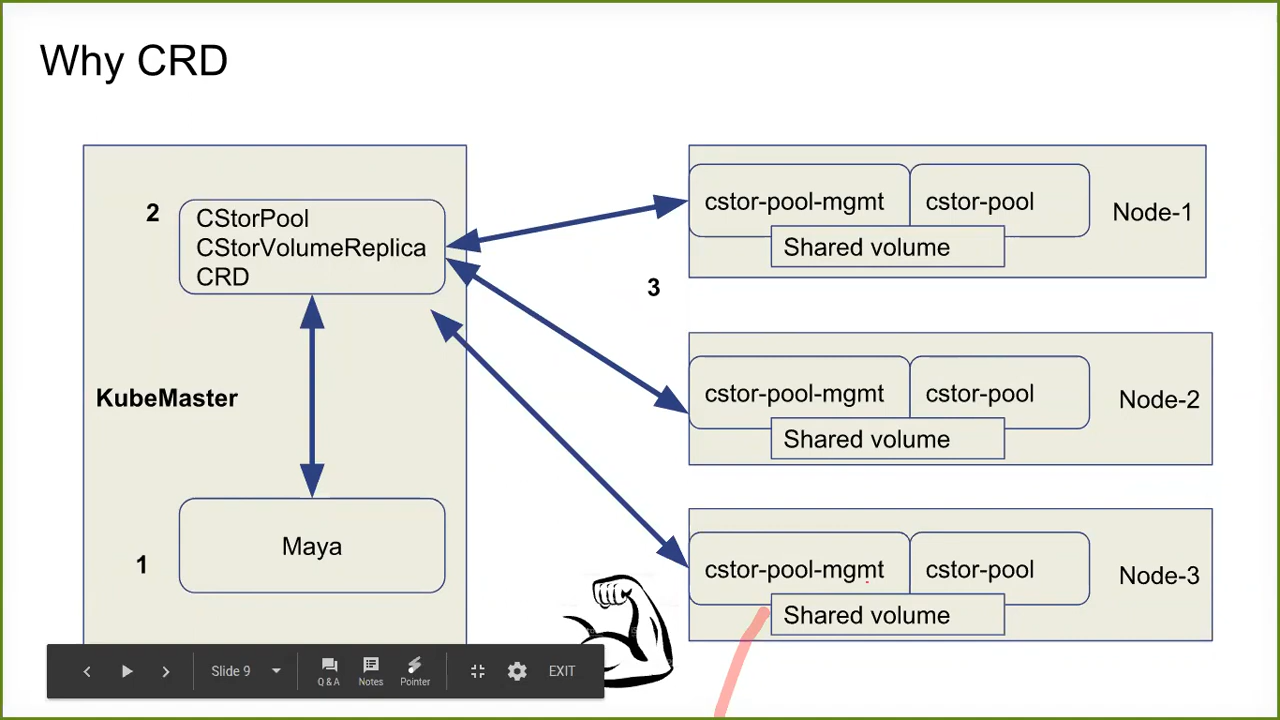 Why CRD
2
CStorPool
CStorVolumeReplica
CRD
KubeMaster
1
Maya
3
cstor-pool-mgmt
cstor-pool
Shared volume
Node-1
cstor-pool-mgmt
cstor-pool
Shared volume
Node-2
cstor-pool-mgmt
cstor-pool
Shared volume
Node-3
Slide 9
Q & A
Notes
Pointer
EXIT